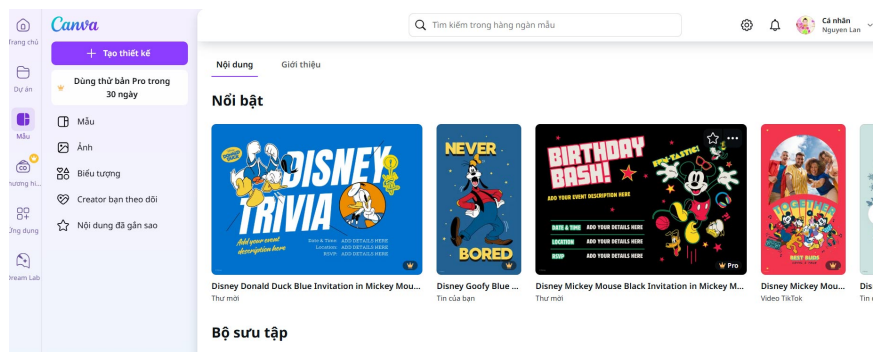 Canva
Tìm kiếm trong hàng ngàn mẫu
Cá nhân
Nguyen Lan
Trang chủ
Dự án
Mẫu
Ứng dụng
Dream Lab
Tạo thiết kế
Dùng thử bản Pro trong
30 ngày
Mẫu
Ảnh
Biểu tượng
Creator bạn theo dõi
Nội dung đã gắn sao
Nội dung
Giới thiệu
Nổi bật
DISNEY
TRIVIA
Add your event
description here
Date & Time: ADD DETAILS HERE
Location: ADD DETAILS HERE
RSVP: ADD DETAILS HERE
NEVER
BORED
BIRTHDAY
BASH!
FUN-TASTIC!
ADD YOUR EVENT DESCRIPTION HERE
DATE & TIME ADD YOUR DETAILS HERE
LOCATION ADD YOUR DETAILS HERE
RSVP ADD YOUR DETAILS HERE
Pro
TOGETHER
BEST BUDS
Disney Donald Duck Blue Invitation in Mickey Mou...
Thư mời
Disney Goofy Blue ...
Tin của bạn
Disney Mickey Mouse Black Invitation in Mickey M...
Thư mời
Disney Mickey Mou...
Video TikTok
Dis
Tin
Bộ sưu tập